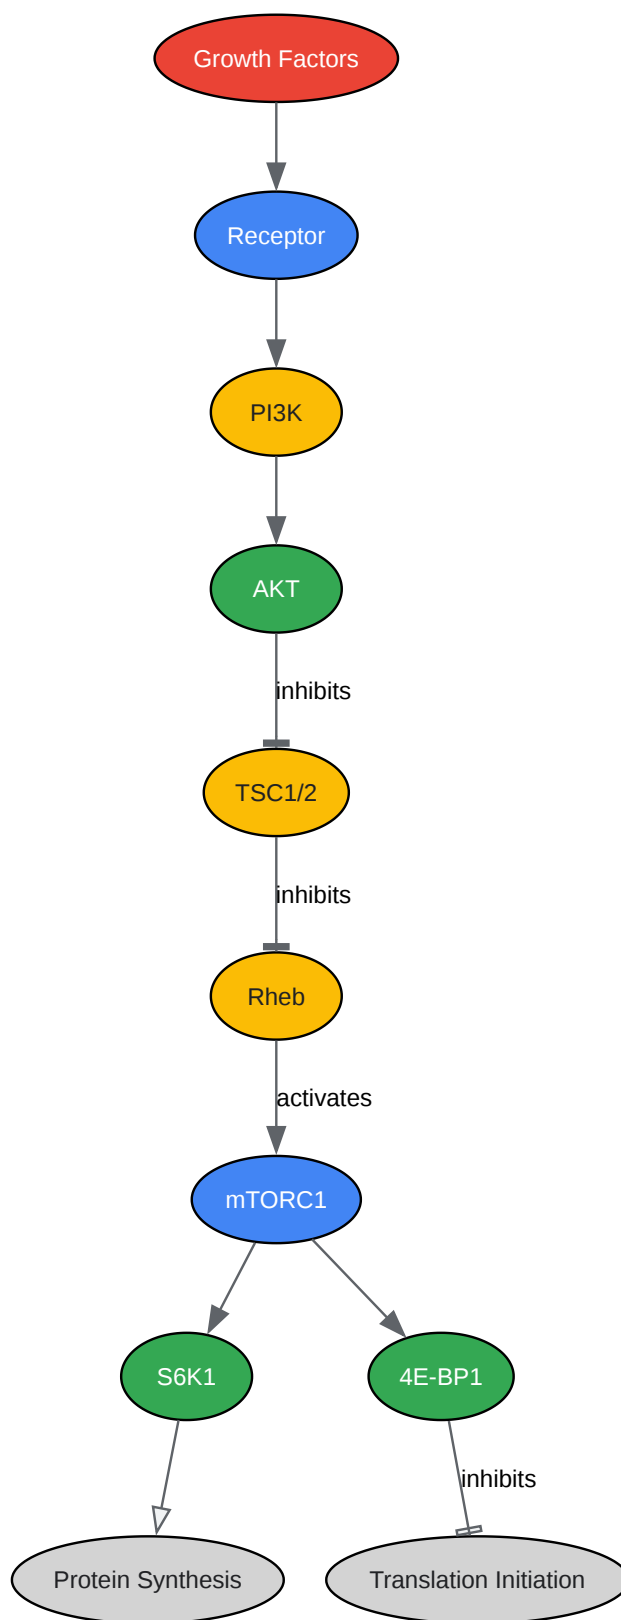 Growth Factors
Receptor
PI3K
AKT
inhibits
TSC1/2
inhibits
Rheb
activates
mTORC1
S6K1
4E-BP1
inhibits
Protein Synthesis
Translation Initiation